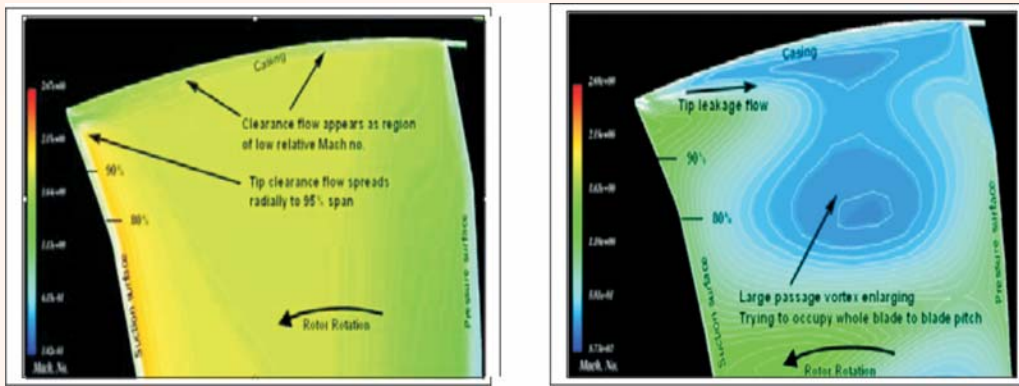 Casing
Clearance flow appears as region
of low relative Mach no.
90%
Tip clearance flow spreads
radially to 95% span
80%
Suction surface
Pressure surface
Rotor Rotation
Mach. No.
Casing
Tip leakage flow
90%
80%
Large passage vortex enlarging
Trying to occupy whole blade to blade pitch
Suction surface
Pressure surface
Rotor Rotation
Mach. No.